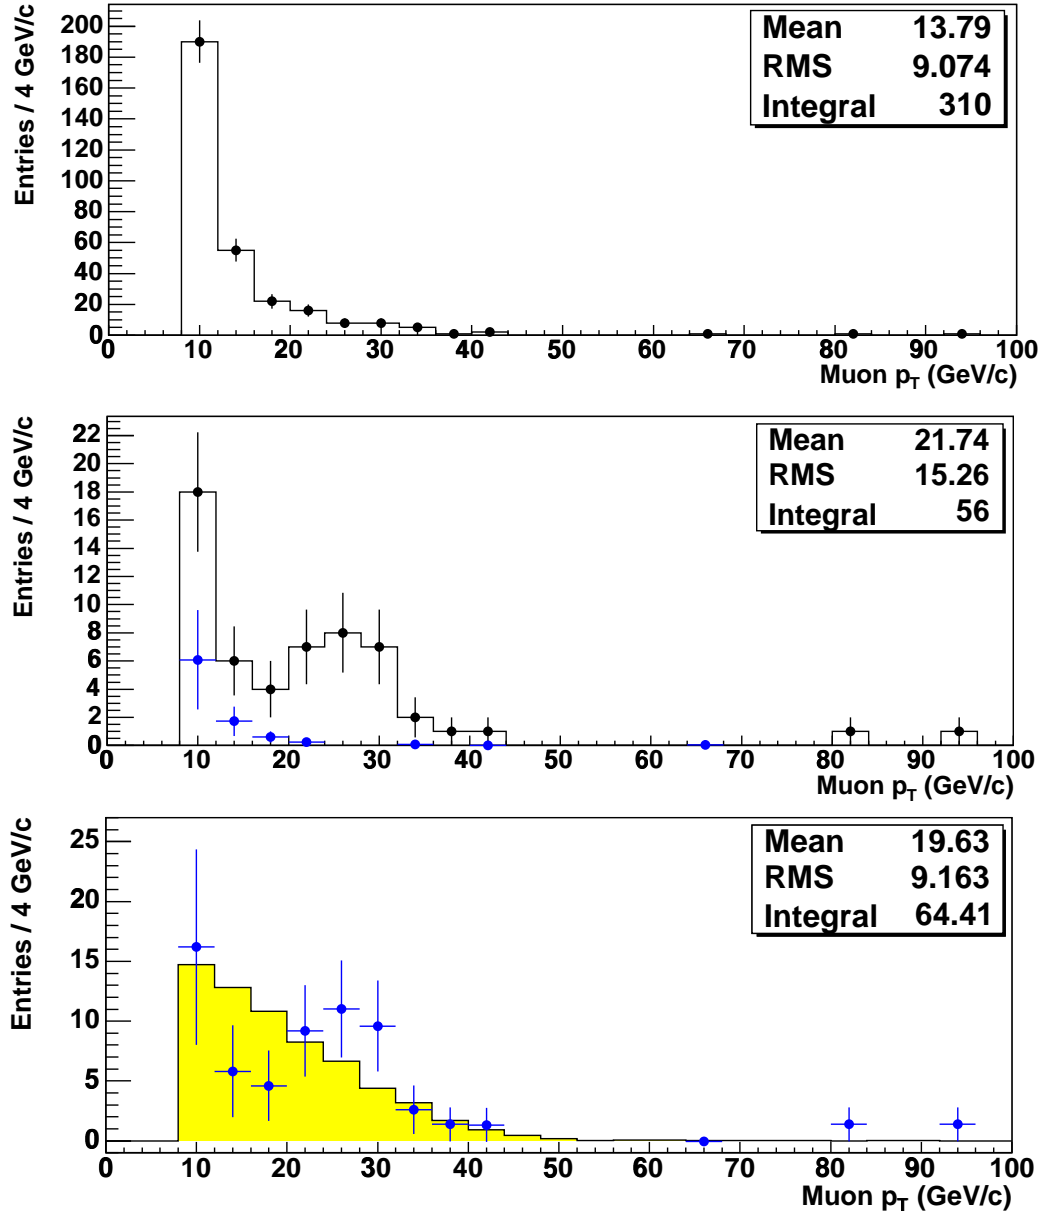 Entries / 4 GeV/c
200
180
160
140
120
100
80
60
40
20
0
Mean 13.79
RMS 9.074
Integral 310
0 10 20 30 40 50 60 70 80 90 100
Muon pT (GeV/c)
Entries / 4 GeV/c
22
20
18
16
14
12
10
8
6
4
2
0
Mean 21.74
RMS 15.26
Integral 56
0 10 20 30 40 50 60 70 80 90 100
Muon pT (GeV/c)
Entries / 4 GeV/c
25
20
15
10
5
0
Mean 19.63
RMS 9.163
Integral 64.41
0 10 20 30 40 50 60 70 80 90 100
Muon pT (GeV/c)